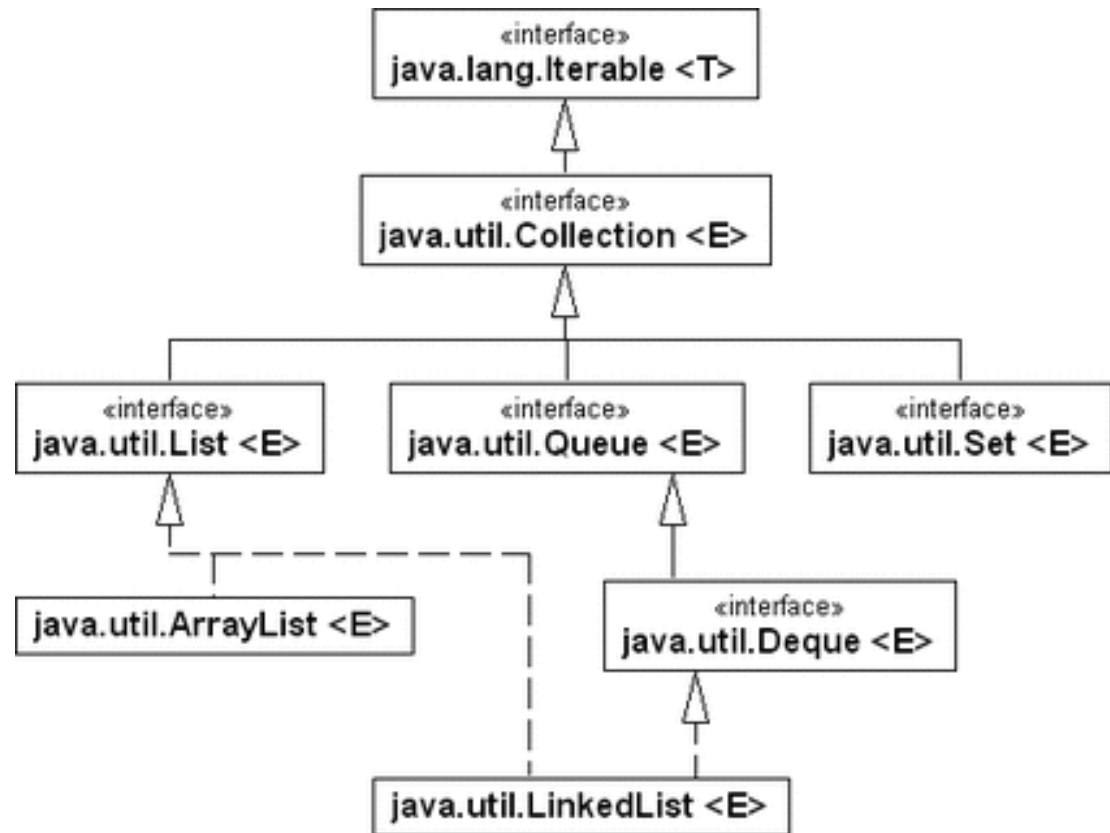 «interface»
java.lang.Iterable <T>
«interface»
java.util.Collection <E>
«interface»
java.util.List <E>
«interface»
java.util.Queue <E>
«interface»
java.util.Set <E>
java.util.ArrayList <E>
«interface»
java.util.Deque <E>
java.util.LinkedList <E>